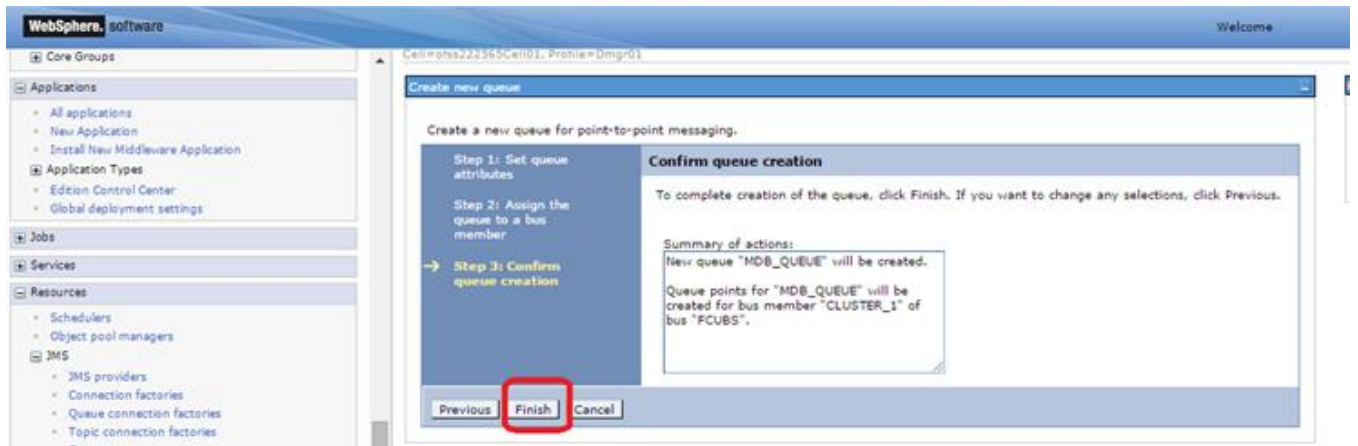 WebSphere. software
Welcome
Core Groups
Cell=ofss222565Cell01, Profile=Dmgr01
Applications
All applications
New Application
Install New Middleware Application
Application Types
Edition Control Center
Global deployment settings
Jobs
Services
Resources
Schedulers
Object pool managers
JMS
JMS providers
Connection factories
Queue connection factories
Topic connection factories
Create new queue
Create a new queue for point-to-point messaging.
Step 1: Set queue
attributes
Step 2: Assign the
queue to a bus
member
Step 3: Confirm
queue creation
Confirm queue creation
To complete creation of the queue, click Finish. If you want to change any selections, click Previous.
Summary of actions:
New queue "MDB_QUEUE" will be created.
Queue points for "MDB_QUEUE" will be
created for bus member "CLUSTER_1" of
bus "FCUBS".
Previous
Finish
Cancel